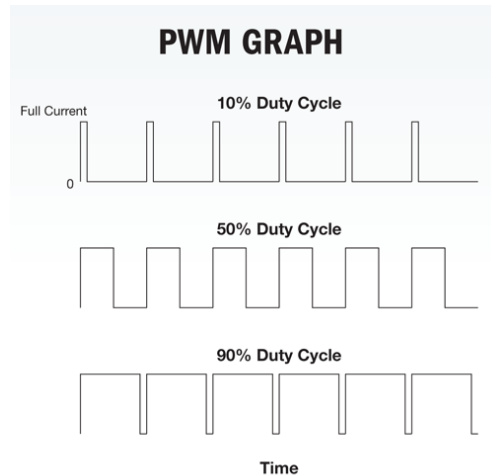 PWM GRAPH
10% Duty Cycle
Full Current
0
50% Duty Cycle
90% Duty Cycle
Time